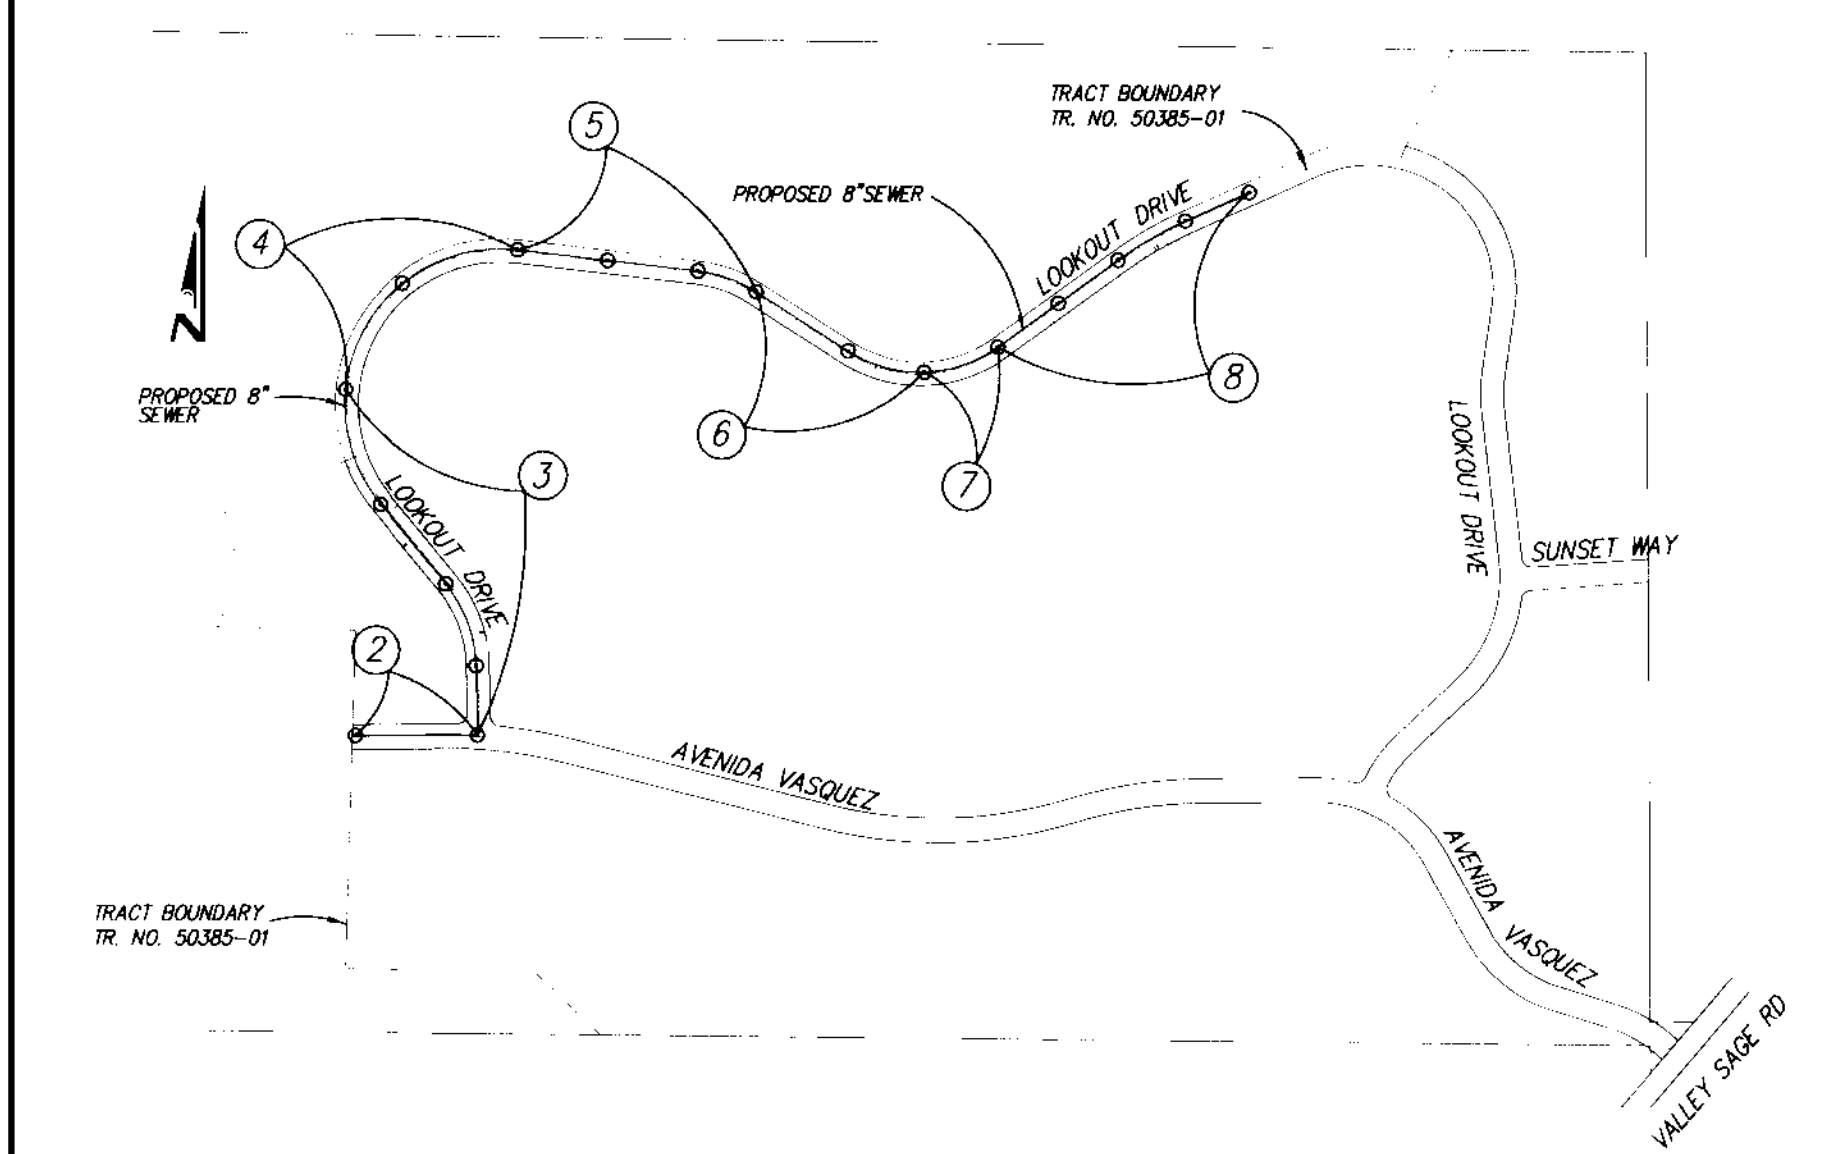 TRACT BOUNDARY
TR. NO. 50385-01
5
PROPOSED 8" SEWER
LOOKOUT DRIVE
4
N
PROPOSED 8"
SEWER
8
6
7
3
LOOKOUT DRIVE
LOOKOUT DRIVE
SUNSET WAY
2
AVENIDA VASQUEZ
AVENIDA VASQUEZ
TRACT BOUNDARY
TR. NO. 50385-01
VALLEY SAGE RD